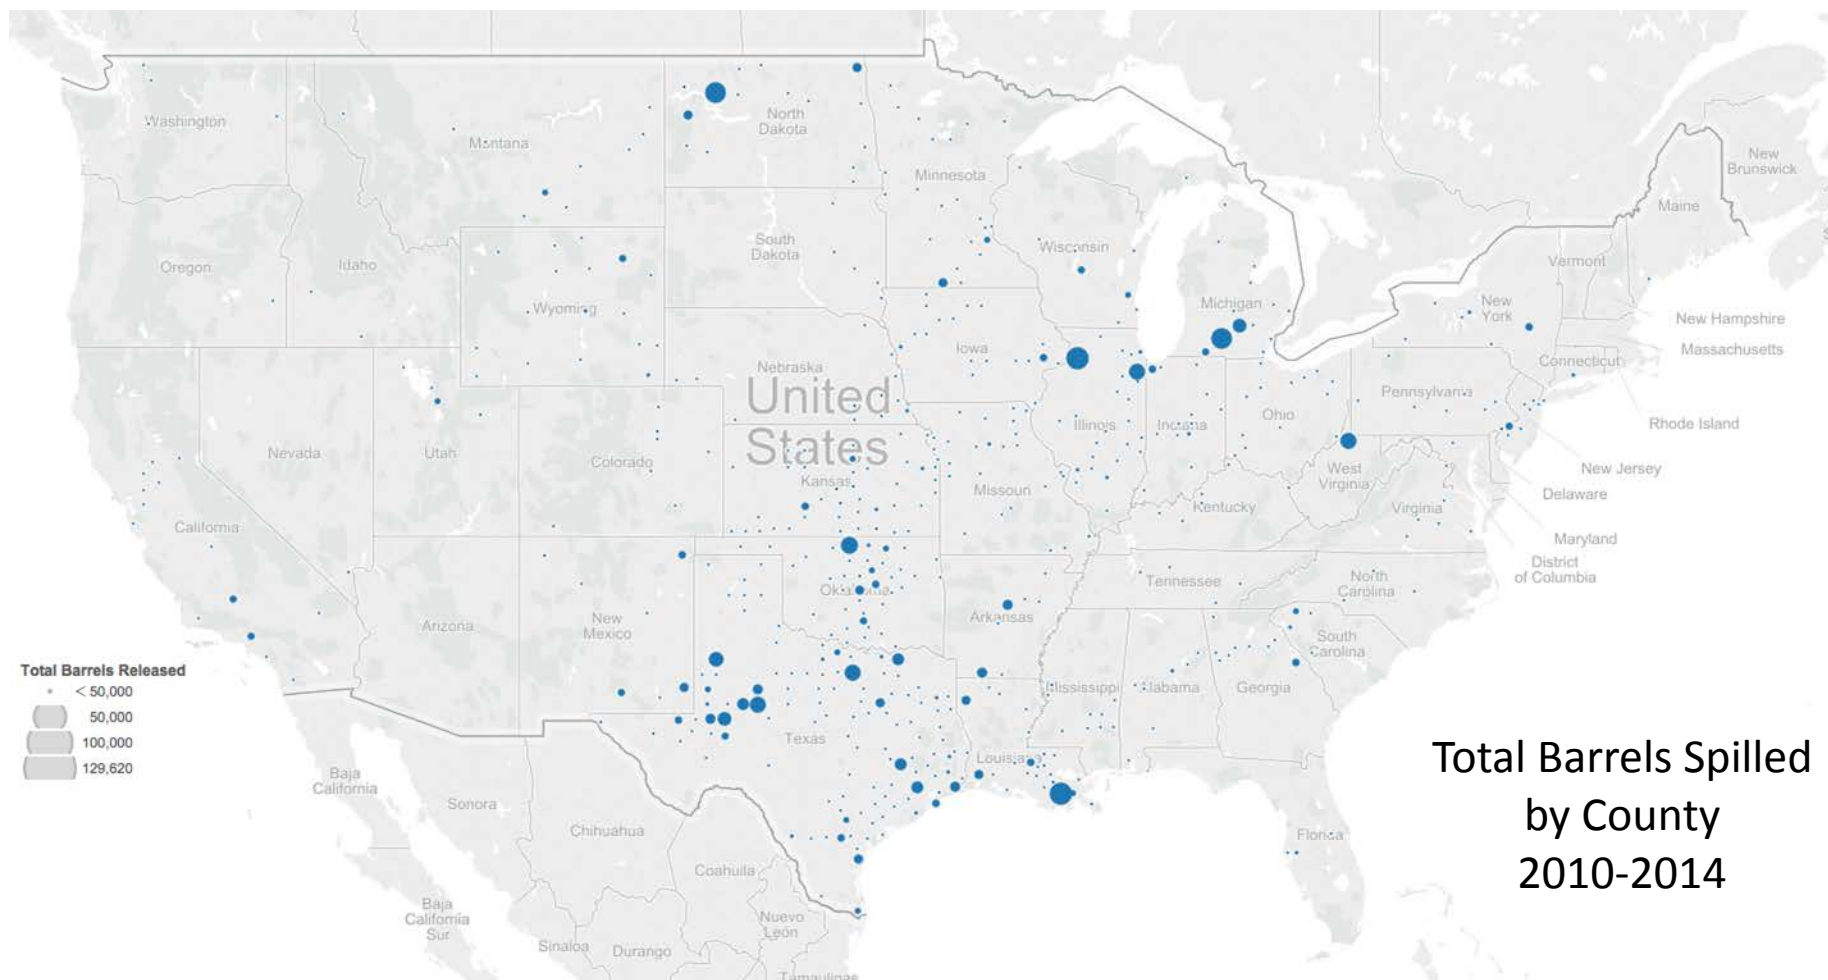 Washington
Montana
North
Dakota
Minnesota
New
Brunswick
Maine
Oregon
Idaho
South
Dakota
Wisconsin
Vermont
Wyoming
Michigan
New
York
New Hampshire
Massachusetts
Iowa
Nebraska
Connecticut
United
States
Pennsylvania
Rhode Island
Nevada
Utah
Colorado
Illinois
Indiana
Ohio
New Jersey
Kansas
Missouri
West
Virginia
Delaware
Kentucky
Virginia
California
Maryland
District
of Columbia
Oklahoma
Tennessee
North
Carolina
Arizona
New
Mexico
Arkansas
South
Carolina
Mississippi
Alabama
Georgia
Total Barrels Released
< 50,000
50,000
100,000
129,620
Texas
Louisiana
Total Barrels Spilled
by County
2010-2014
Baja
California
Sonora
Chihuahua
Florida
Coahuila
Baja
California
Sur
Nuevo
León
Sinaloa
Durango
Tamaulipas